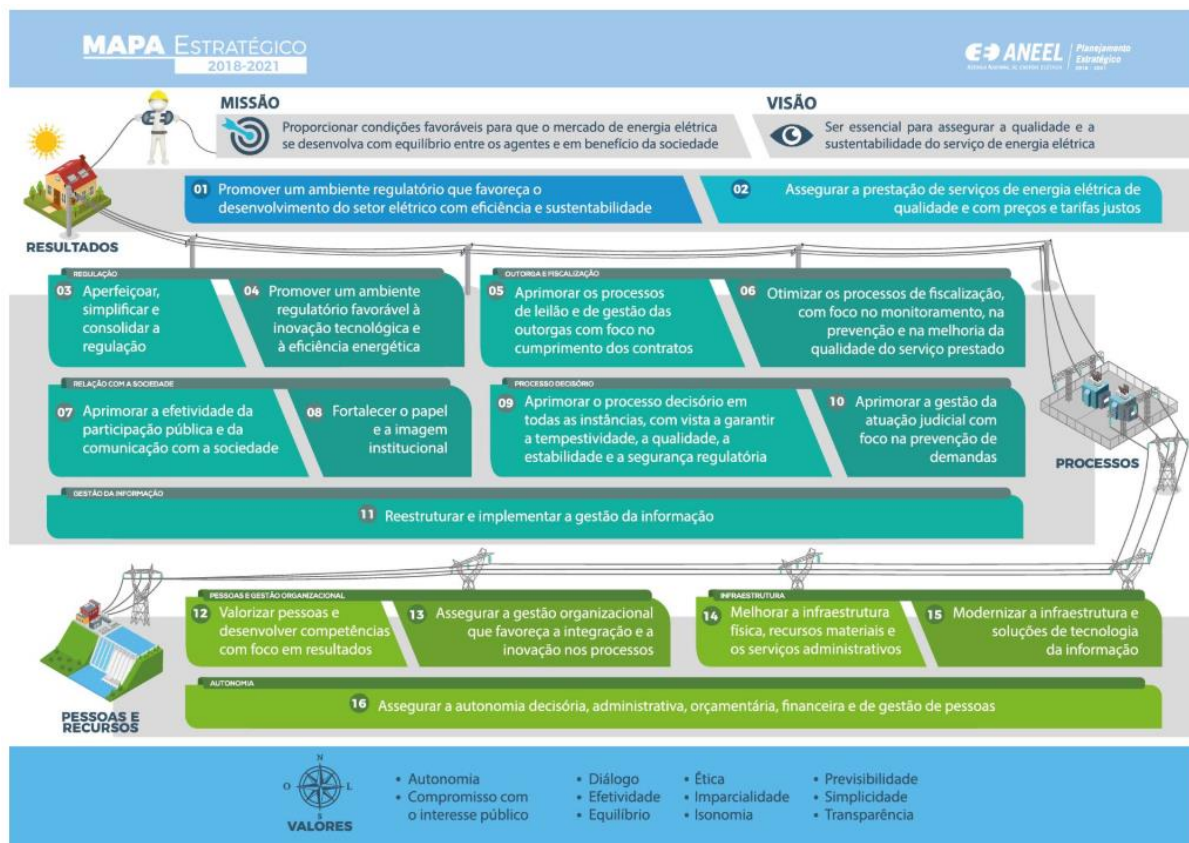 MAPA ESTRATÉGICO
2018-2021
ANEEL
AGÊNCIA NACIONAL DE ENERGIA ELÉTRICA
Planejamento
Estratégico
2018 - 2021
MISSÃO
Proporcionar condições favoráveis para que o mercado de energia elétrica
se desenvolva com equilíbrio entre os agentes e em benefício da sociedade
VISÃO
Ser essencial para assegurar a qualidade e a
sustentabilidade do serviço de energia elétrica
RESULTADOS
01 Promover um ambiente regulatório que favoreça o
desenvolvimento do setor elétrico com eficiência e sustentabilidade
02 Assegurar a prestação de serviços de energia elétrica de
qualidade e com preços e tarifas justos
REGULAÇÃO
03 Aperfeiçoar,
simplificar e
consolidar a
regulação
04 Promover um ambiente
regulatório favorável à
inovação tecnológica e
à eficiência energética
OUTORGA E FISCALIZAÇÃO
05 Aprimorar os processos
de leilão e de gestão das
outorgas com foco no
cumprimento dos contratos
06 Otimizar os processos de fiscalização,
com foco no monitoramento, na
prevenção e na melhoria da
qualidade do serviço prestado
RELAÇÃO COM A SOCIEDADE
07 Aprimorar a efetividade da
participação pública e da
comunicação com a sociedade
08 Fortalecer o papel
e a imagem
institucional
PROCESSO DECISÓRIO
09 Aprimorar o processo decisório em
todas as instâncias, com vista a garantir
a tempestividade, a qualidade, a
estabilidade e a segurança regulatória
10 Aprimorar a gestão da
atuação judicial com
foco na prevenção de
demandas
PROCESSOS
GESTÃO DA INFORMAÇÃO
11 Reestruturar e implementar a gestão da informação
PESSOAS E GESTÃO ORGANIZACIONAL
12 Valorizar pessoas e
desenvolver competências
com foco em resultados
13 Assegurar a gestão organizacional
que favoreça a integração e a
inovação nos processos
INFRAESTRUTURA
14 Melhorar a infraestrutura
física, recursos materiais e
os serviços administrativos
15 Modernizar a infraestrutura e
soluções de tecnologia
da informação
AUTONOMIA
16 Assegurar a autonomia decisória, administrativa, orçamentária, financeira e de gestão de pessoas
PESSOAS E
RECURSOS
N
O L
S
VALORES
• Autonomia
• Compromisso com
o interesse público
• Diálogo
• Efetividade
• Equilíbrio
• Ética
• Imparcialidade
• Isonomia
• Previsibilidade
• Simplicidade
• Transparência